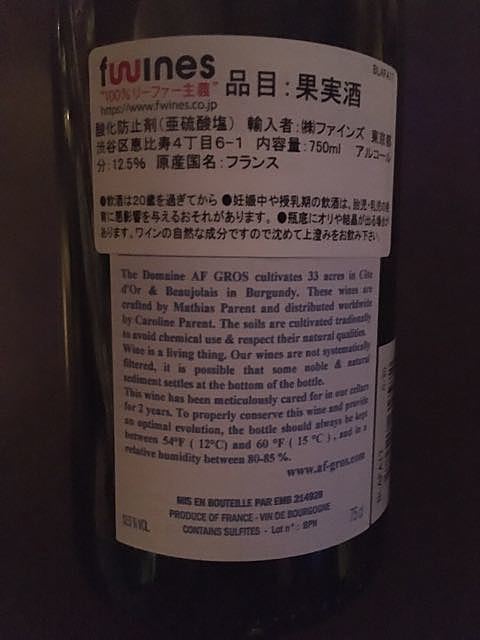 fwines
"100%リーファー主義"
https://www.fwines.co.jp
品目:果実酒
酸化防止剤(亜硫酸塩) 輸入者:㈱ファインズ 東京都
渋谷区恵比寿4丁目6-1 内容量:750ml アルコール
分:12.5% 原産国名:フランス
●飲酒は20歳を過ぎてから ●妊娠中や授乳期の飲酒は、胎児・乳児の発
育に悪影響を与えるおそれがあります。 ●瓶底にオリや結晶が出る場合が
あります。ワインの自然な成分ですので沈めて上澄みをお飲み下さい。
The Domaine AF GROS cultivates 33 acres in Côte
d'Or & Beaujolais in Burgundy. These wines are
crafted by Mathias Parent and distributed worldwide
by Caroline Parent. The soils are cultivated traditionally
to avoid chemical use & respect their natural qualities.
Wine is a living thing. Our wines are not systematically
filtered, it is possible that some noble & natural
sediment settles at the bottom of the bottle.
This wine has been meticulously cared for in our cellars
for 2 years. To properly conserve this wine and provide
an optimal evolution, the bottle should always be kept
between 54°F ( 12°C) and 60 °F ( 15 °C ), and in a
relative humidity between 80-85 %.
www.af-gros.com
MIS EN BOUTEILLE PAR EMB 21492B
PRODUCE OF FRANCE - VIN DE BOURGOGNE
12.5 % VOL. CONTAINS SULFITES - Lot n° : BPN 75 cl